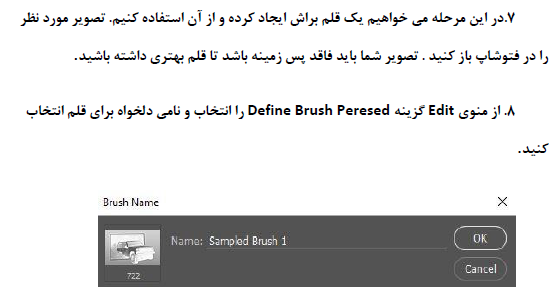 ۷.در این مرحله می خواهیم یک قلم براش ایجاد کرده و از آن استفاده کنیم. تصویر مورد نظر
را در فتوشاپ باز کنید . تصویر شما باید فاقد پس زمینه باشد تا قلم بهتری داشته باشید.
۸. از منوی Edit گزینه Define Brush Peresed را انتخاب و نامی دلخواه برای قلم انتخاب
کنید.
Brush Name
Name: Sampled Brush 1
OK
722
Cancel